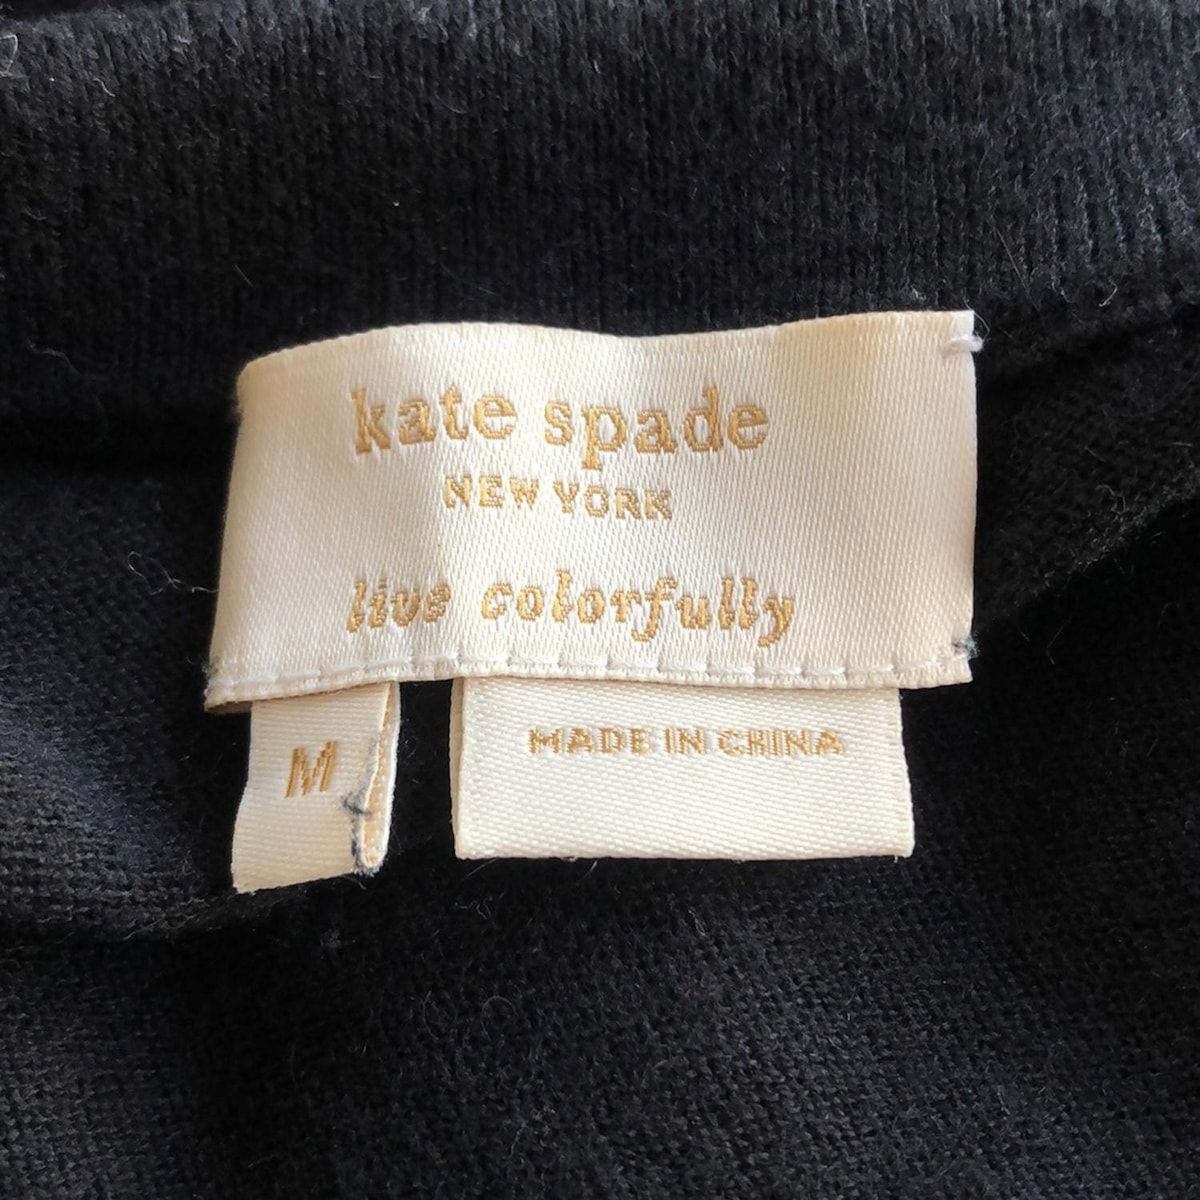 kate spade
NEW YORK
live colorfully
M
MADE IN CHINA